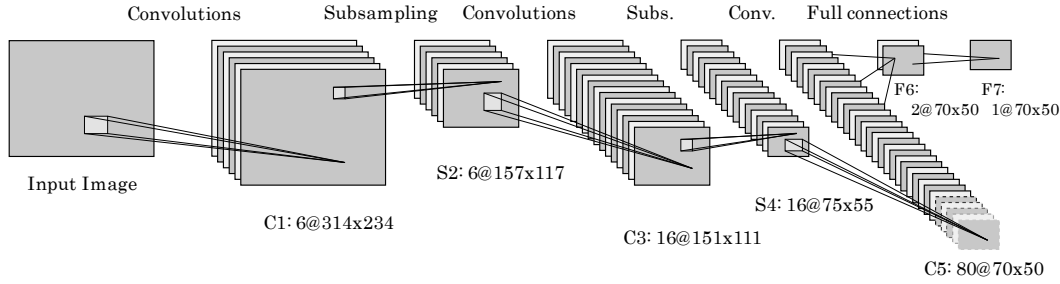 Convolutions
Subsampling
Convolutions
Subs.
Conv.
Full connections
Input Image
C1: 6@314x234
S2: 6@157x117
C3: 16@151x111
S4: 16@75x55
C5: 80@70x50
F6:
2@70x50
F7:
1@70x50